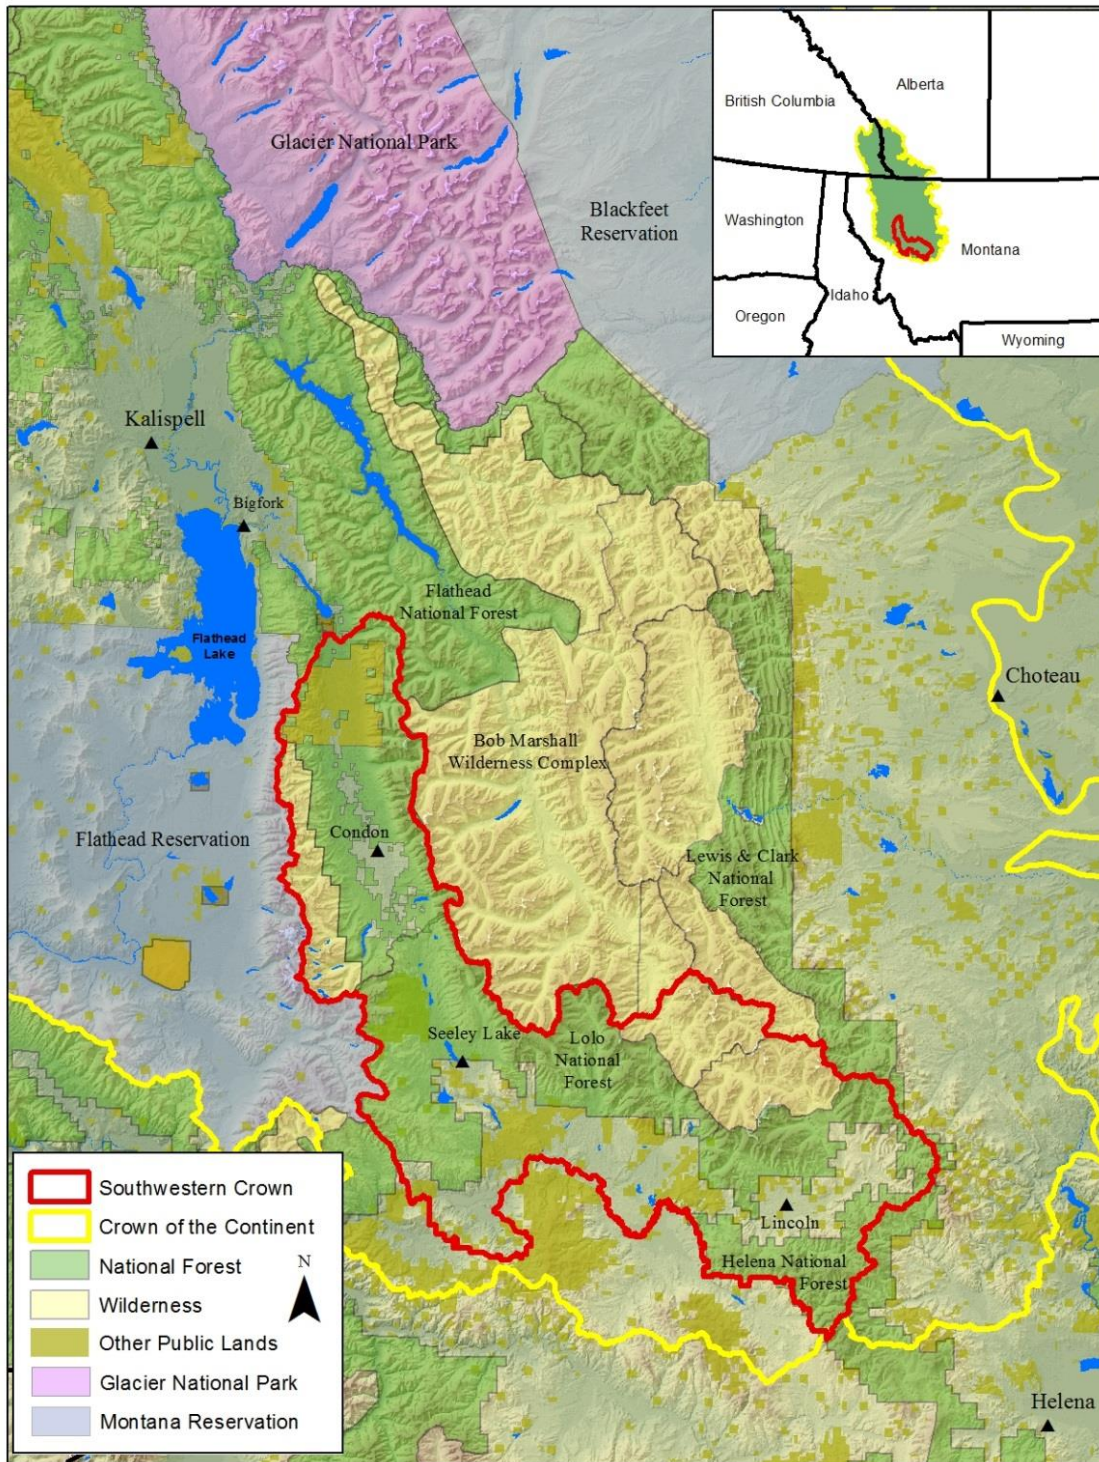 Alberta
British Columbia
Washington
Montana
Oregon
Idaho
Wyoming
Glacier National Park
Blackfeet
Reservation
Kalispell
Bigfork
Flathead
National Forest
Flathead
Lake
Choteau
Bob Marshall
Wilderness Complex
Condon
Flathead Reservation
Lewis & Clark
National
Forest
Seeley Lake
Lolo
National
Forest
Lincoln
Helena National
Forest
Helena
Southwestern Crown
Crown of the Continent
National Forest
Wilderness
Other Public Lands
Glacier National Park
Montana Reservation
N